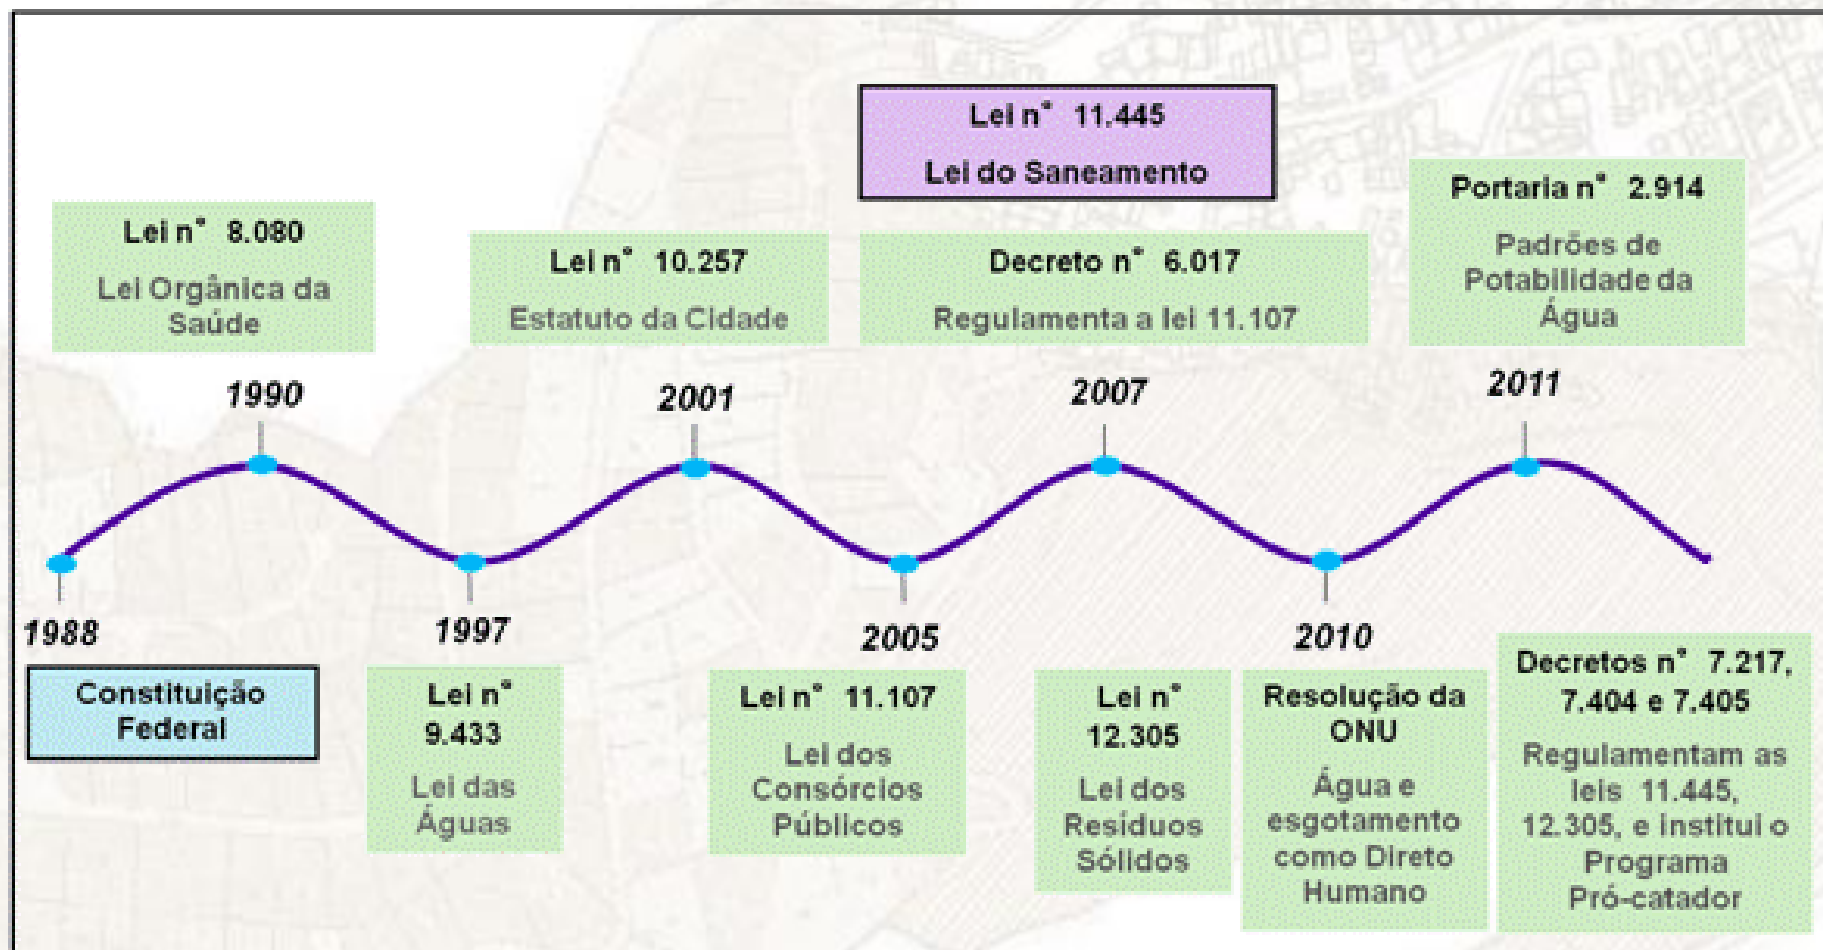 Lei n° 11.445
Lei do Saneamento
Lei n° 8.080
Lei Orgânica da
Saúde
Lei n° 10.257
Estatuto da Cidade
Decreto n° 6.017
Regulamenta a lei 11.107
Portaria n° 2.914
Padrões de
Potabilidade da
Água
1990
2001
2007
2011
1988
1997
2005
2010
Constituição
Federal
Lei n°
9.433
Lei das
Águas
Lei n° 11.107
Lei dos
Consórcios
Públicos
Lei n°
12.305
Lei dos
Resíduos
Sólidos
Resolução da
ONU
Água e
esgotamento
como Direto
Humano
Decretos n° 7.217,
7.404 e 7.405
Regulamentam as
leis 11.445,
12.305, e institui o
Programa
Pró-catador